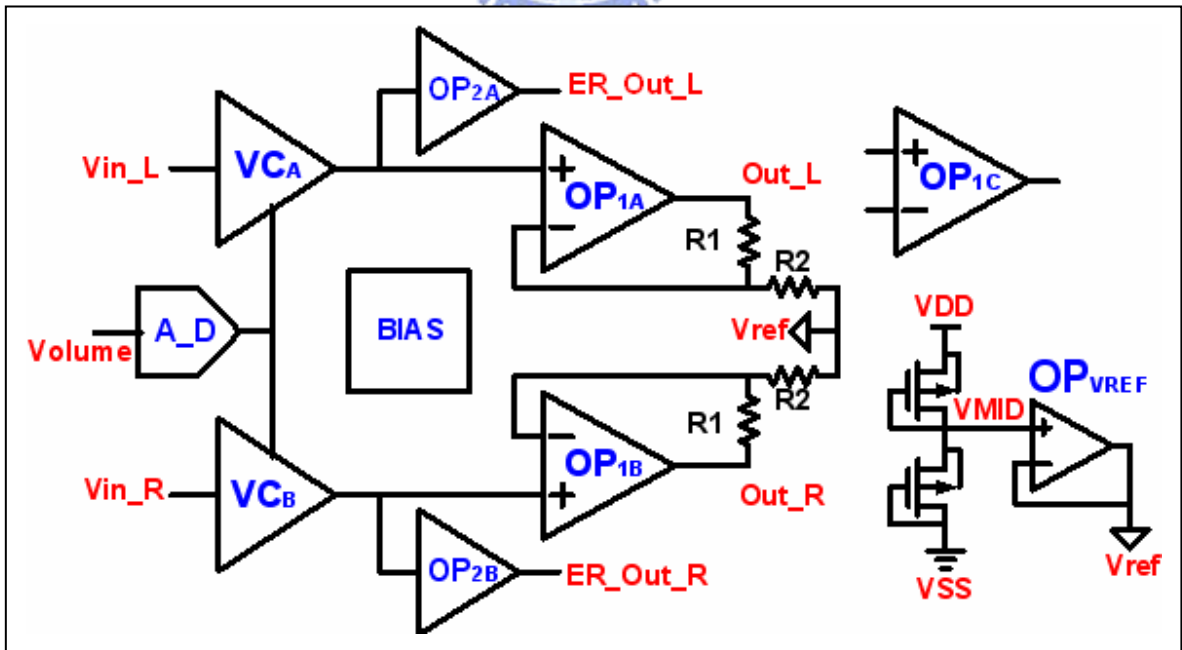 OP2A
ER_Out_L
Vin_L
VCA
+
OP1A
−
Out_L
+
OP1C
−
R1
R2
Volume
A_D
BIAS
Vref
VDD
VMID
OPVREF
+
−
R2
R1
−
OP1B
+
Out_R
Vin_R
VCB
OP2B
ER_Out_R
VSS
Vref